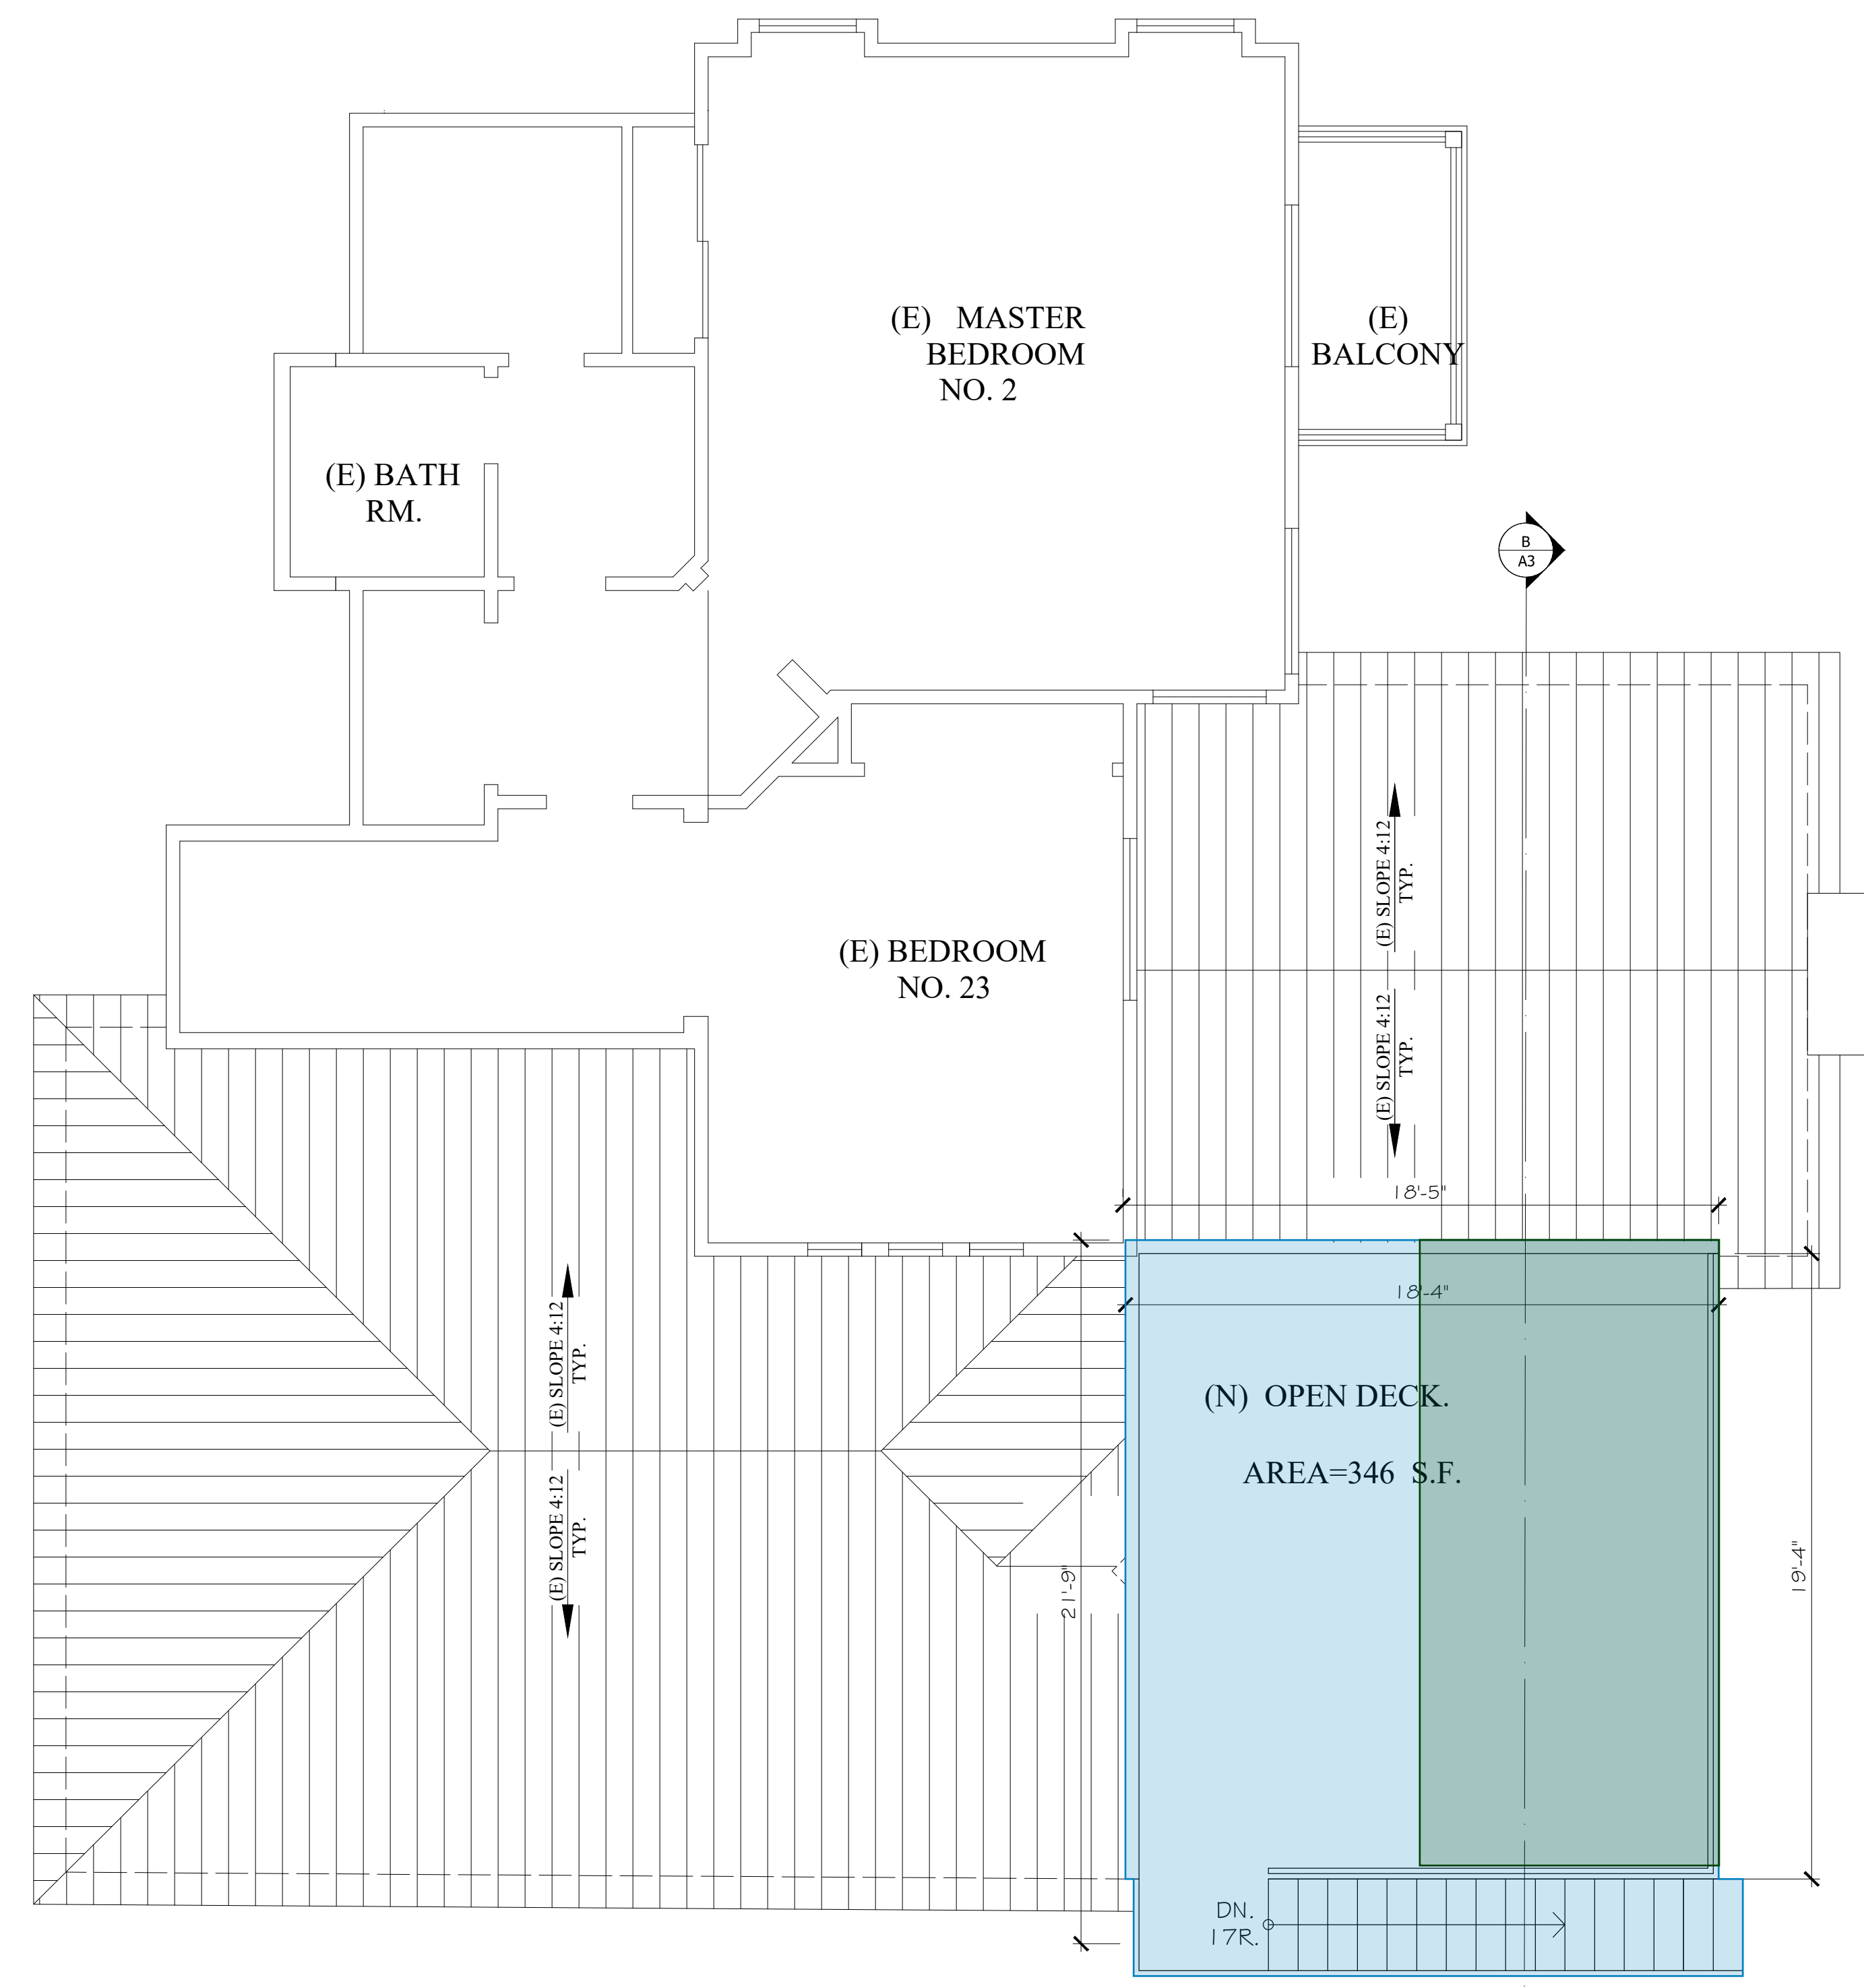 (E) MASTER
BEDROOM
NO. 2
(E)
BALCONY
(E) BATH
RM.
B
A3
(E) SLOPE 4:12
TYP.
(E) BEDROOM
NO. 23
(E) SLOPE 4:12
TYP.
18'-5"
18'-4"
(E) SLOPE 4:12
TYP.
(N) OPEN DECK.
AREA=346 S.F.
(E) SLOPE 4:12
TYP.
21'-9"
19'-4"
DN.
17R.